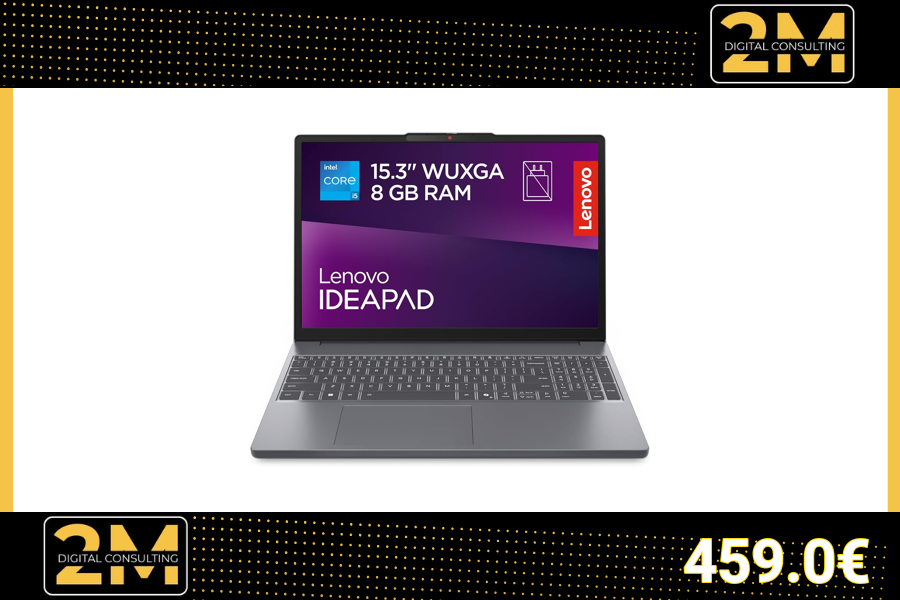 2M
DIGITAL CONSULTING
intel
CORE
i5
15.3" WUXGA
8 GB RAM
Lenovo
Lenovo
IDEAPAD
2M
DIGITAL CONSULTING
459.0€